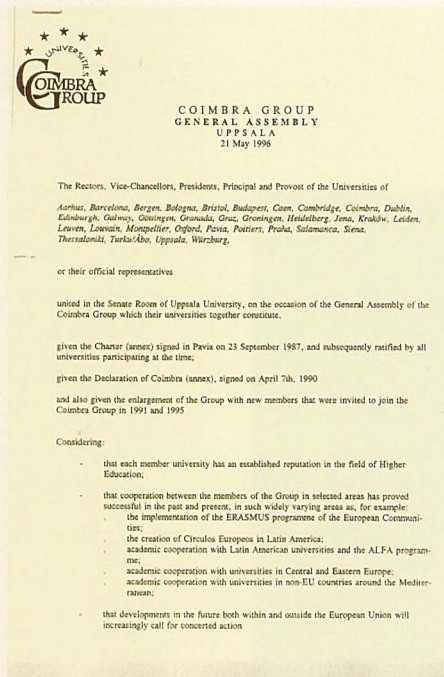 UNIVERSITIES
COIMBRA
GROUP
COIMBRA GROUP
GENERAL ASSEMBLY
UPPSALA
21 May 1996
The Rectors, Vice-Chancellors, Presidents, Principal and Provost of the Universities of
Aarhus, Barcelona, Bergen, Bologna, Bristol, Budapest, Caen, Cambridge, Coimbra, Dublin,
Edinburgh, Galway, Göttingen, Granada, Graz, Groningen, Heidelberg, Jena, Kraków, Leiden,
Leuven, Louvain, Montpellier, Oxford, Pavia, Poitiers, Praha, Salamanca, Siena,
Thessaloniki, Turku/Åbo, Uppsala, Würzburg,
or their official representatives
united in the Senate Room of Uppsala University, on the occasion of the General Assembly of the
Coimbra Group which their universities together constitute,
given the Charter (annex) signed in Pavia on 23 September 1987, and subsequently ratified by all
universities participating at the time;
given the Declaration of Coimbra (annex), signed on April 7th, 1990
and also given the enlargement of the Group with new members that were invited to join the
Coimbra Group in 1991 and 1995
Considering:
- that each member university has an established reputation in the field of Higher
Education;
- that cooperation between the members of the Group in selected areas has proved
successful in the past and present, in such widely varying areas as, for example:
. the implementation of the ERASMUS programme of the European Communi-
ties;
. the creation of Círculos Europeos in Latin America;
. academic cooperation with Latin American universities and the ALFA program-
me;
. academic cooperation with universities in Central and Eastern Europe;
. academic cooperation with universities in non-EU countries around the Mediter-
ranean;
- that developments in the future both within and outside the European Union will
increasingly call for concerted action